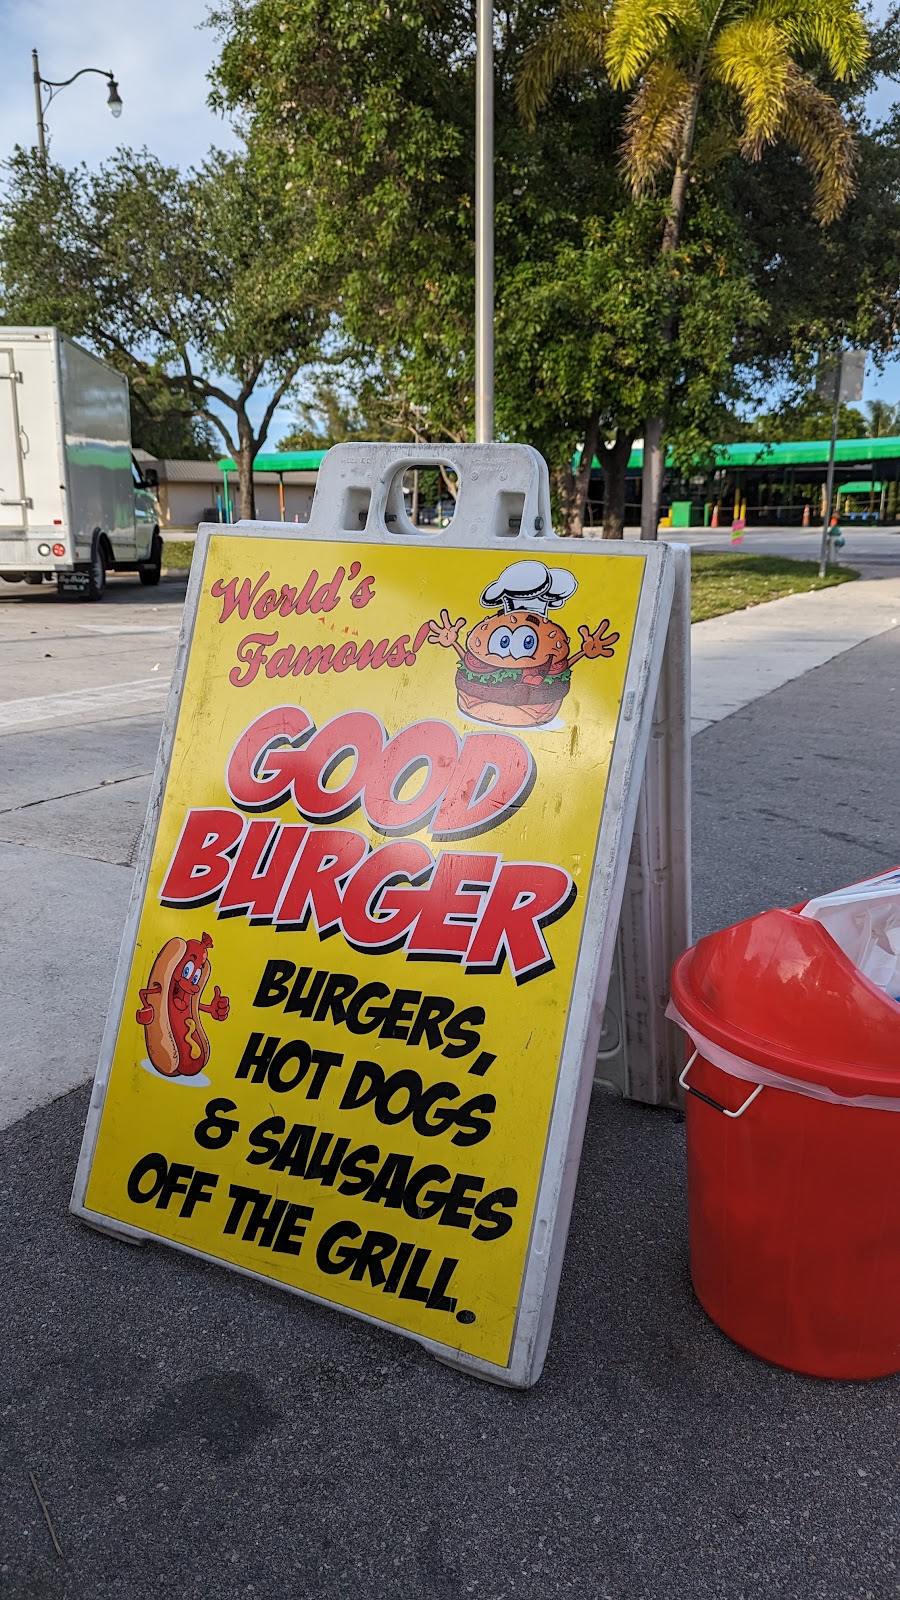 World's
Famous!
GOOD
BURGER
BURGERS,
HOT DOGS
& SAUSAGES
OFF THE GRILL.